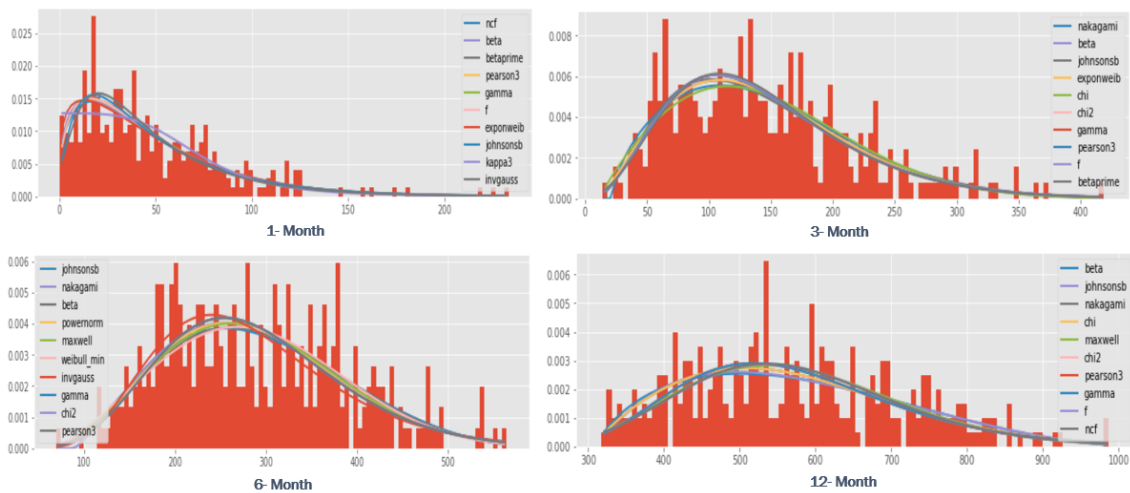 0.025
0.020
0.015
0.010
0.005
0.000
0
50
100
150
200
ncf
beta
betaprime
pearson3
gamma
f
exponweib
johnsonsb
kappa3
invgauss
1- Month
0.008
0.006
0.004
0.002
0.000
0
50
100
150
200
250
300
350
400
nakagami
beta
johnsonsb
exponweib
chi
chi2
gamma
pearson3
f
betaprime
3- Month
0.006
0.005
0.004
0.003
0.002
0.001
0.000
100
200
300
400
500
johnsonsb
nakagami
beta
powernorm
maxwell
weibull_min
invgauss
gamma
chi2
pearson3
6- Month
0.006
0.005
0.004
0.003
0.002
0.001
0.000
300
400
500
600
700
800
900
1000
beta
johnsonsb
nakagami
chi
maxwell
chi2
pearson3
gamma
f
ncf
12- Month